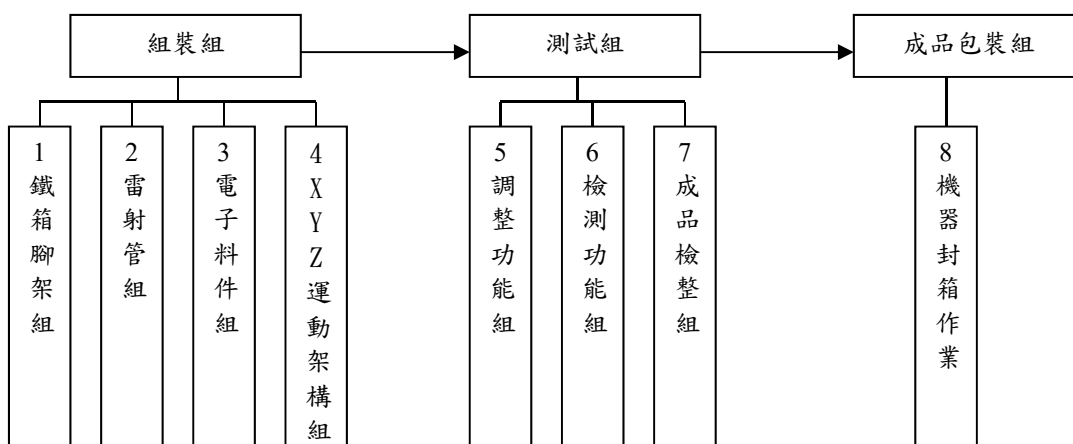 組裝組
測試組
成品包裝組
1鐵箱腳架組
2雷射管組
3電子料件組
4XYZ運動架構組
5調整功能組
6檢測功能組
7成品檢整組
8機器封箱作業